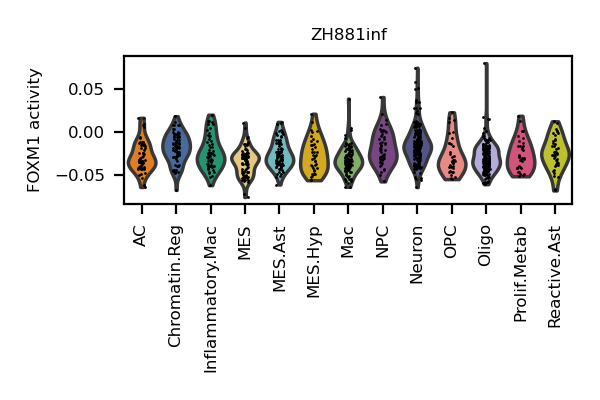 ZH881inf
FOXM1 activity
0.05
0.00
−0.05
AC
Chromatin.Reg
Inflammatory.Mac
MES
MES.Ast
MES.Hyp
Mac
NPC
Neuron
OPC
Oligo
Prolif.Metab
Reactive.Ast